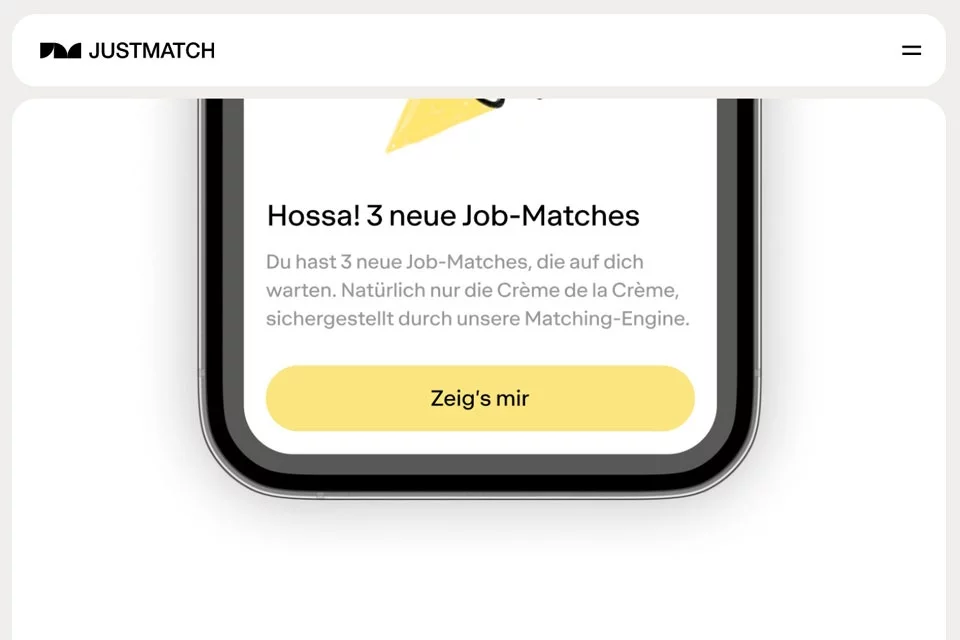 JUSTMATCH
Hossa! 3 neue Job-Matches
Du hast 3 neue Job-Matches, die auf dich
warten. Natürlich nur die Crème de la Crème,
sichergestellt durch unsere Matching-Engine.
Zeig's mir